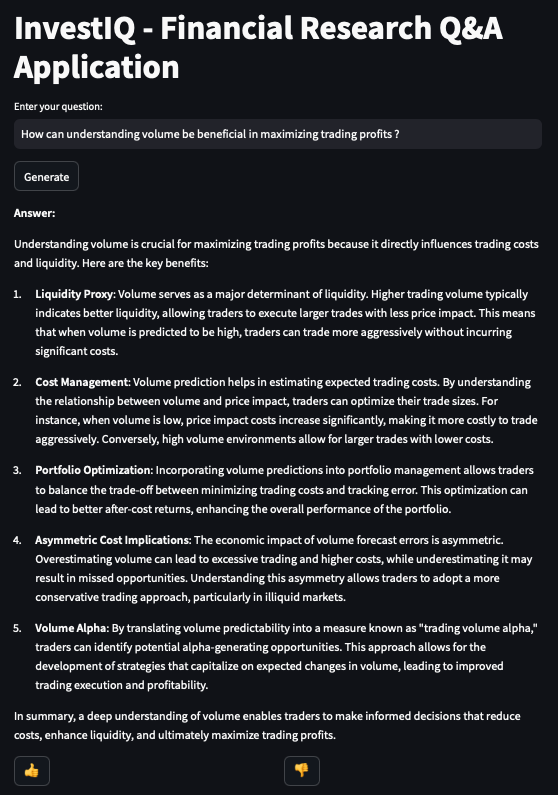 InvestIQ - Financial Research Q&A
Application
Enter your question:
How can understanding volume be beneficial in maximizing trading profits ?
Generate
Answer:
Understanding volume is crucial for maximizing trading profits because it directly influences trading costs
and liquidity. Here are the key benefits:
1. Liquidity Proxy: Volume serves as a major determinant of liquidity. Higher trading volume typically
indicates better liquidity, allowing traders to execute larger trades with less price impact. This means
that when volume is predicted to be high, traders can trade more aggressively without incurring
significant costs.
2. Cost Management: Volume prediction helps in estimating expected trading costs. By understanding
the relationship between volume and price impact, traders can optimize their trade sizes. For
instance, when volume is low, price impact costs increase significantly, making it more costly to trade
aggressively. Conversely, high volume environments allow for larger trades with lower costs.
3. Portfolio Optimization: Incorporating volume predictions into portfolio management allows traders
to balance the trade-off between minimizing trading costs and tracking error. This optimization can
lead to better after-cost returns, enhancing the overall performance of the portfolio.
4. Asymmetric Cost Implications: The economic impact of volume forecast errors is asymmetric.
Overestimating volume can lead to excessive trading and higher costs, while underestimating it may
result in missed opportunities. Understanding this asymmetry allows traders to adopt a more
conservative trading approach, particularly in illiquid markets.
5. Volume Alpha: By translating volume predictability into a measure known as "trading volume alpha,"
traders can identify potential alpha-generating opportunities. This approach allows for the
development of strategies that capitalize on expected changes in volume, leading to improved
trading execution and profitability.
In summary, a deep understanding of volume enables traders to make informed decisions that reduce
costs, enhance liquidity, and ultimately maximize trading profits.